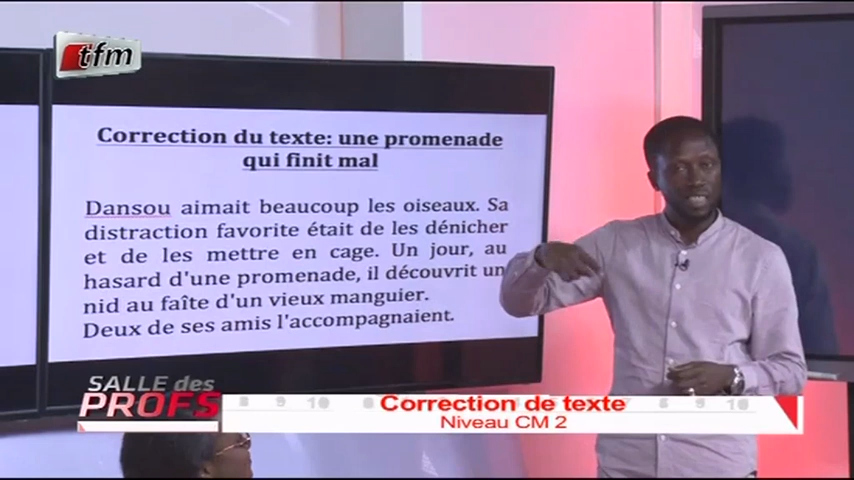 tfm
Correction du texte: une promenade
qui finit mal
Dansou aimait beaucoup les oiseaux. Sa
distraction favorite était de les dénicher
et de les mettre en cage. Un jour, au
hasard d'une promenade, il découvrit un
nid au faîte d'un vieux manguier.
Deux de ses amis l'accompagnaient.
SALLE des
PROFS
Correction de texte
Niveau CM 2